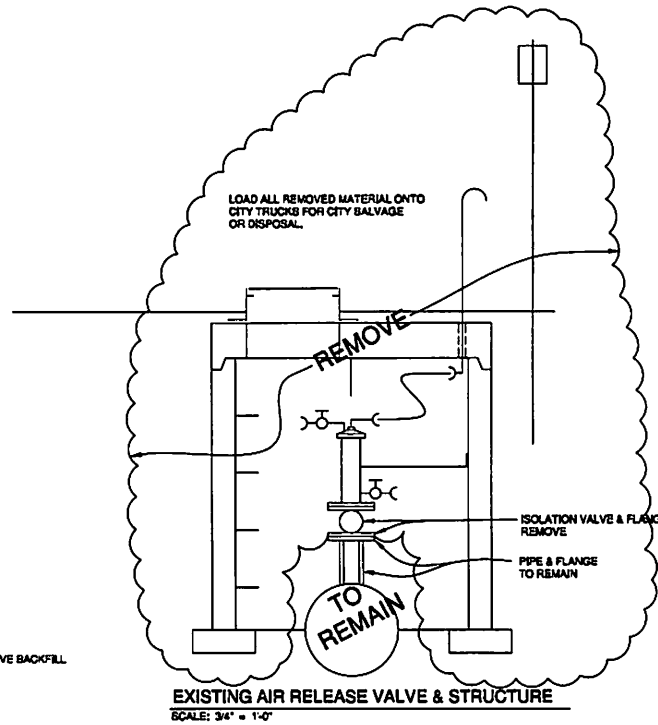 LOAD ALL REMOVED MATERIAL ONTO
CITY TRUCKS FOR CITY SALVAGE
OR DISPOSAL.
REMOVE
ISOLATION VALVE & FLANG
REMOVE
PIPE & FLANGE
TO REMAIN
TO
REMAIN
VE BACKFILL
EXISTING AIR RELEASE VALVE & STRUCTURE
SCALE: 3/4" = 1'-0"